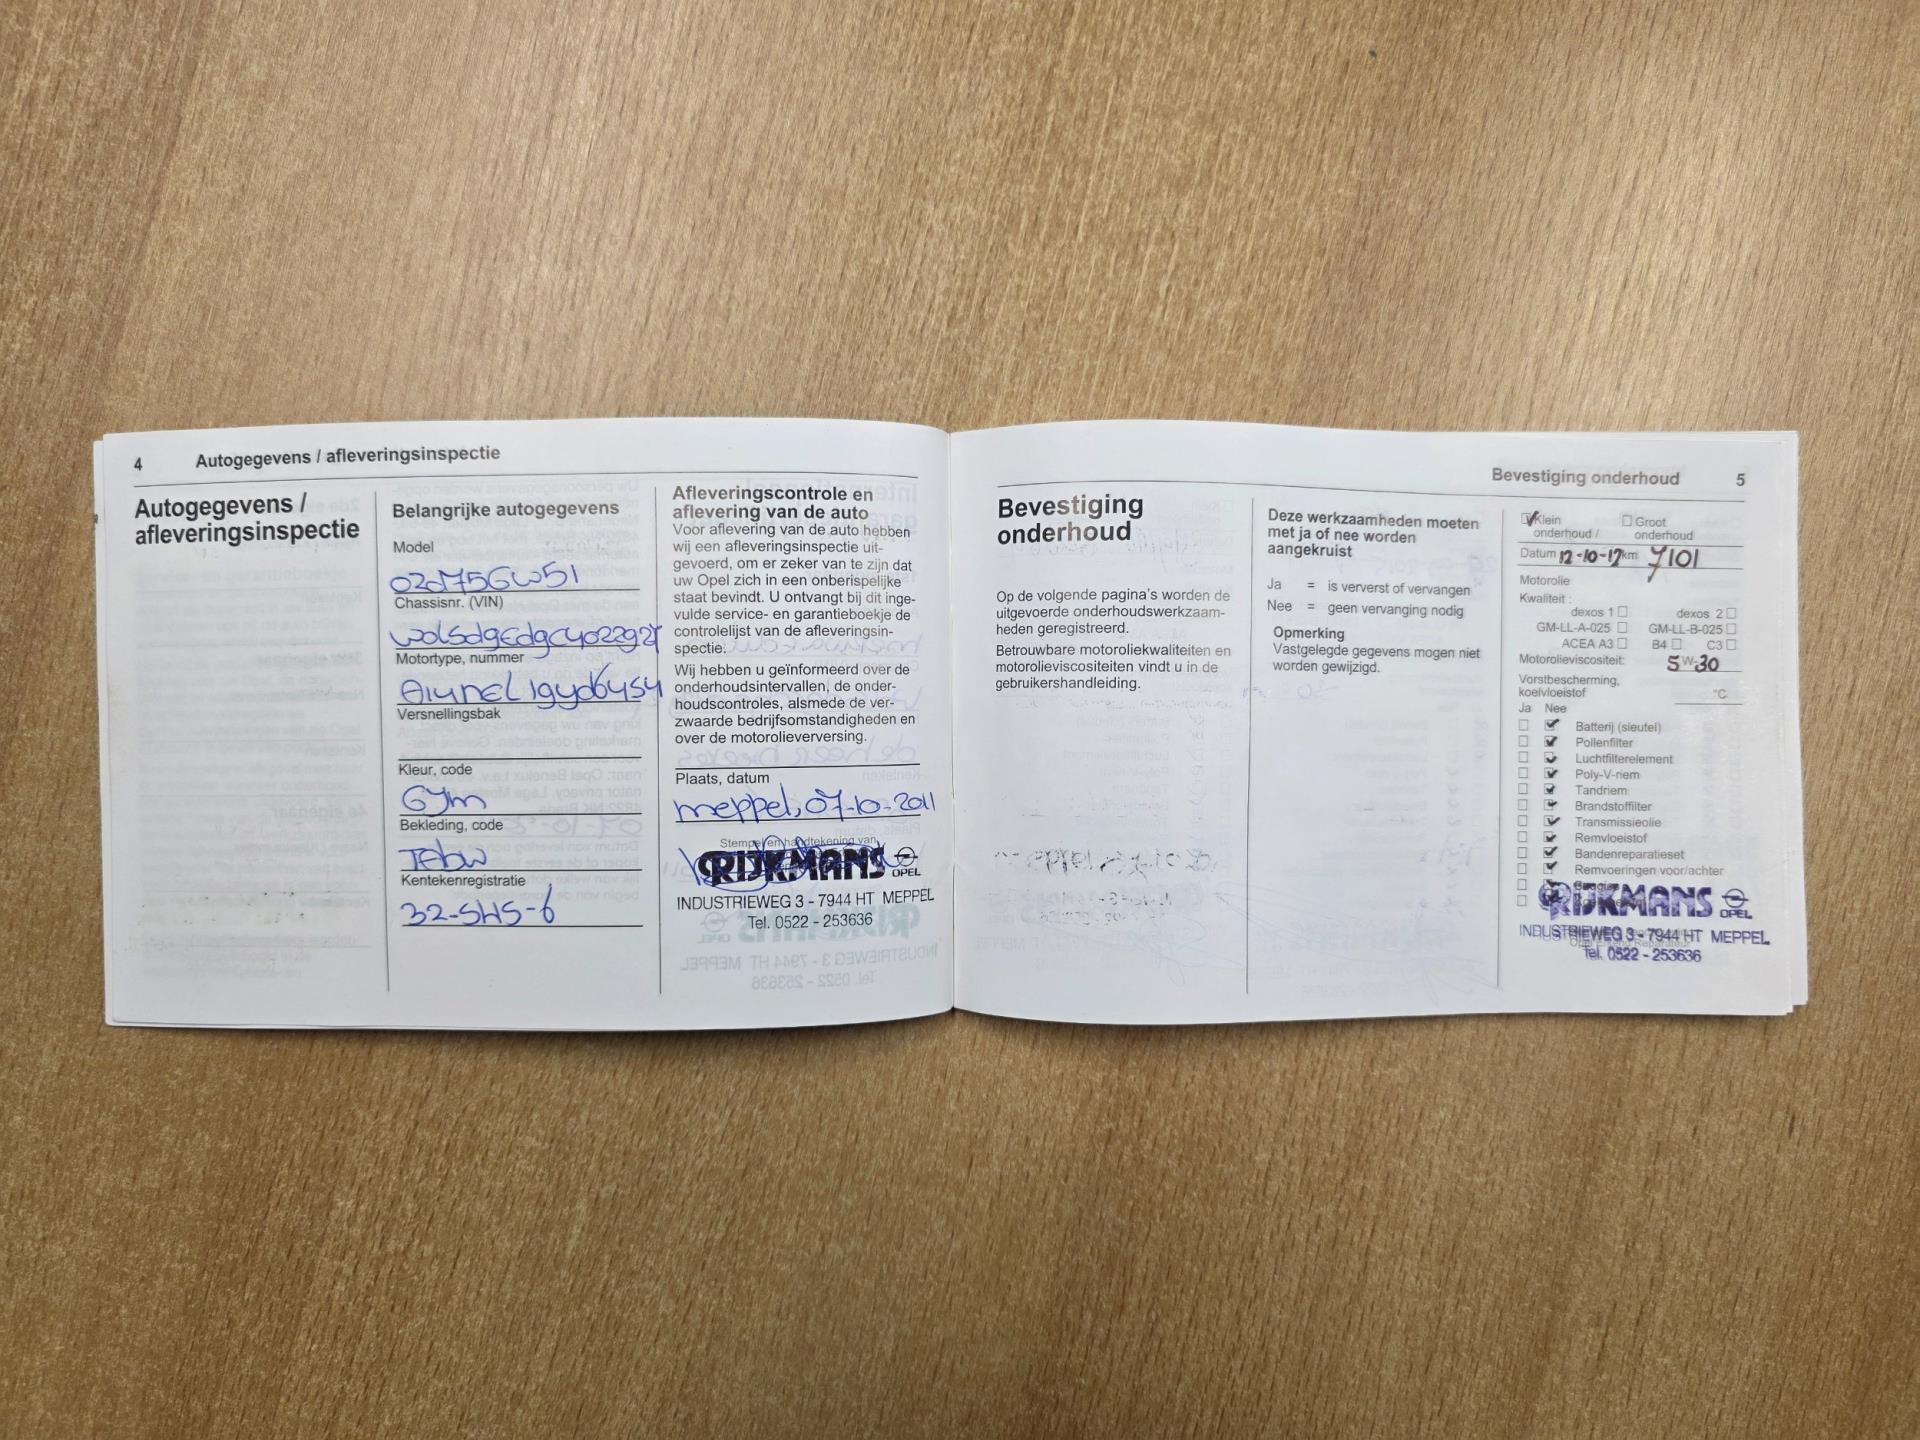 4 Autogegevens / afleveringsinspectie
Autogegevens /
afleveringsinspectie
Belangrijke autogegevens
Model
02d75GW51
Chassisnr. (VIN)
Motortype, nummer
Versnellingsbak
Kleur, code
Gym
Bekleding, code
Kentekenregistratie
32-SHS-6
Afleveringscontrole en
aflevering van de auto
Voor aflevering van de auto hebben
wij een afleveringsinspectie uit-
gevoerd, om er zeker van te zijn dat
uw Opel zich in een onberispelijke
staat bevindt. U ontvangt bij dit inge-
vulde service- en garantieboekje de
controlelijst van de afleveringsin-
spectie.
Wij hebben u geïnformeerd over de
onderhoudsintervallen, de onder-
houdscontroles, alsmede de ver-
zwaarde bedrijfsomstandigheden en
over de motorolieverversing.
Plaats, datum
meppel, 07-10-2011
Stempel en handtekening van
RIJKMANS OPEL
INDUSTRIEWEG 3 - 7944 HT MEPPEL
Tel. 0522 - 253636
Bevestiging onderhoud 5
Bevestiging
onderhoud
Op de volgende pagina's worden de
uitgevoerde onderhoudswerkzaam-
heden geregistreerd.
Betrouwbare motoroliekwaliteiten en
motorolieviscositeiten vindt u in de
gebruikershandleiding.
Deze werkzaamheden moeten
met ja of nee worden
aangekruist
Ja = is ververst of vervangen
Nee = geen vervanging nodig
Opmerking
Vastgelegde gegevens mogen niet
worden gewijzigd.
Klein Groot
onderhoud / onderhoud
Datum 12-10-12 km 7101
Motorolie
Kwaliteit :
dexos 1 dexos 2
GM-LL-A-025 GM-LL-B-025
ACEA A3 B4 C3
Motorolieviscositeit: 5 W-30
Vorstbescherming,
koelvloeistof °C
Ja Nee
Batterij (sleutel)
Pollenfilter
Luchtfilterelement
Poly-V-riem
Tandriem
Brandstoffilter
Transmissieolie
Remvloeistof
Bandenreparatieset
Remvoeringen voor/achter
RIJKMANS OPEL
INDUSTRIEWEG 3 - 7944 HT MEPPEL
Tel. 0522 - 253636